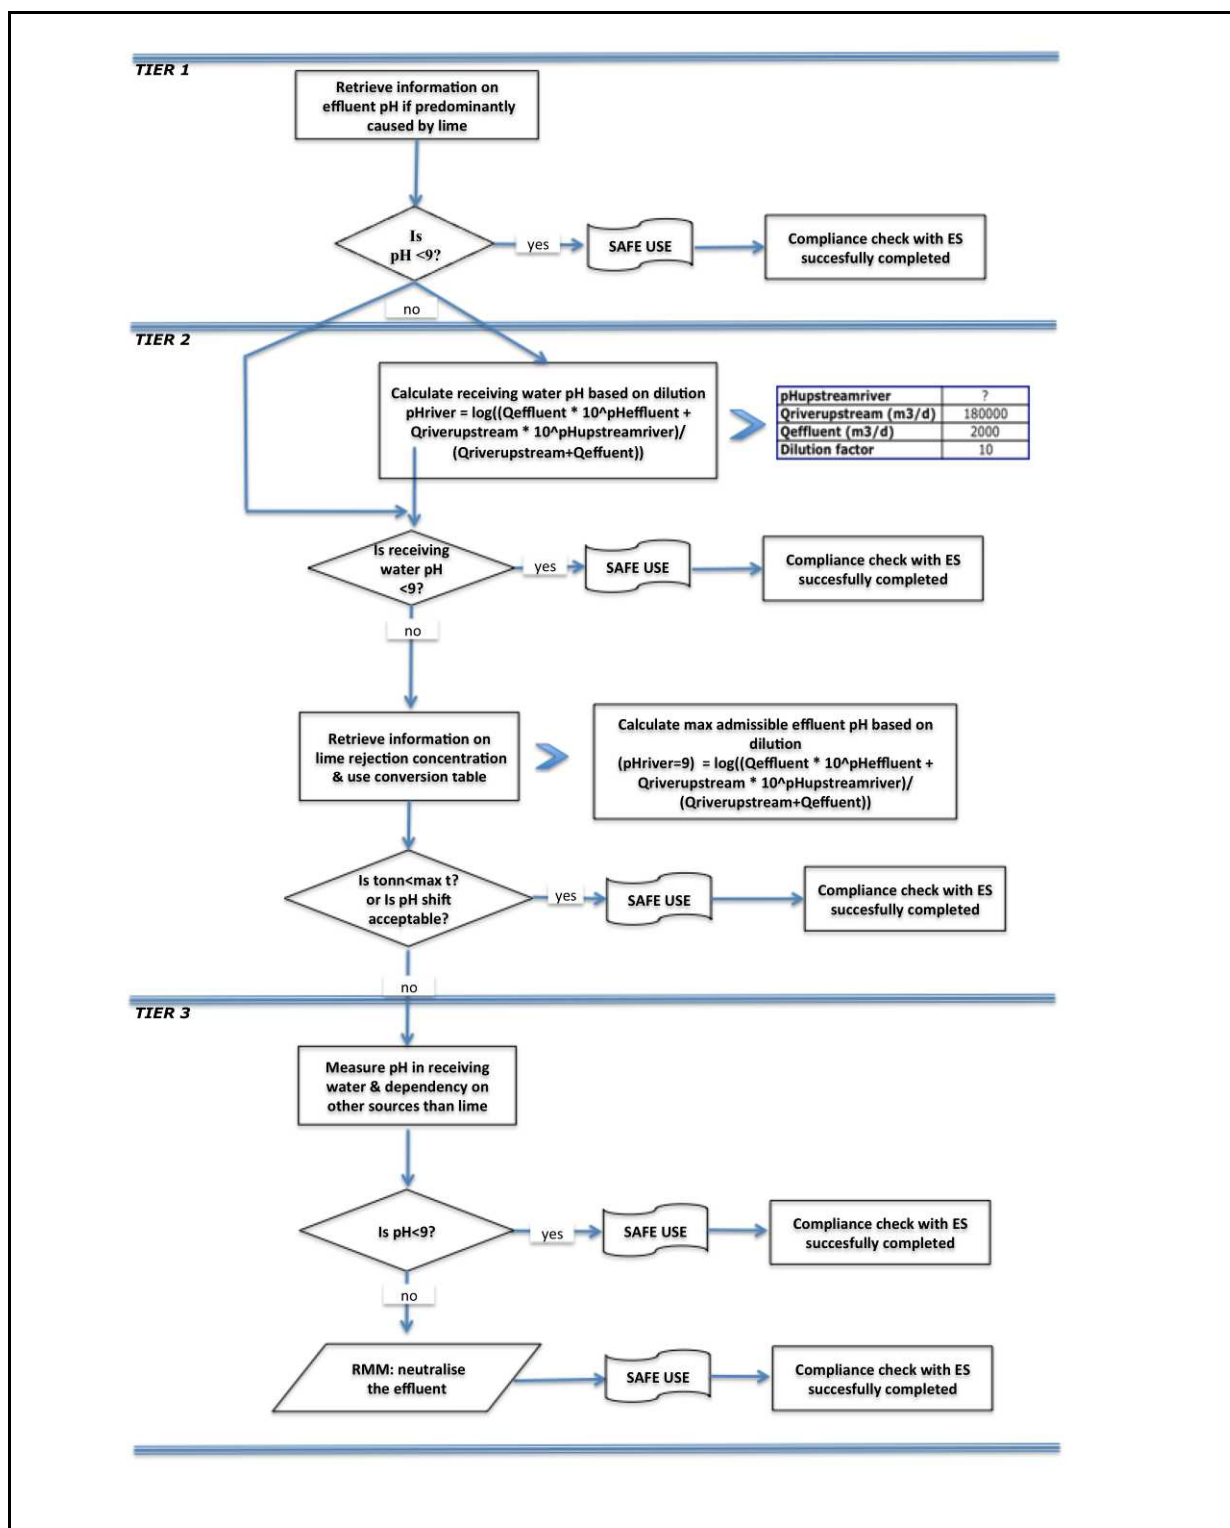 TIER 1
Retrieve information on
effluent pH if predominantly
caused by lime
Is
pH <9?
yes
SAFE USE
Compliance check with ES
succesfully completed
no
TIER 2
Calculate receiving water pH based on dilution
pHriver = log((Qeffluent * 10^pHeffluent +
Qriverupstream * 10^pHupstreamriver)/
(Qriverupstream+Qeffuent))
pHupstreamriver ?
Qriverupstream (m3/d) 180000
Qeffluent (m3/d) 2000
Dilution factor 10
Is receiving
water pH
<9?
yes
SAFE USE
Compliance check with ES
succesfully completed
no
Retrieve information on
lime rejection concentration
& use conversion table
Calculate max admissible effluent pH based on
dilution
(pHriver=9) = log((Qeffluent * 10^pHeffluent +
Qriverupstream * 10^pHupstreamriver)/
(Qriverupstream+Qeffuent))
Is tonn<max t?
or Is pH shift
acceptable?
yes
SAFE USE
Compliance check with ES
succesfully completed
no
TIER 3
Measure pH in receiving
water & dependency on
other sources than lime
Is pH<9?
yes
SAFE USE
Compliance check with ES
succesfully completed
no
RMM: neutralise
the effluent
SAFE USE
Compliance check with ES
succesfully completed